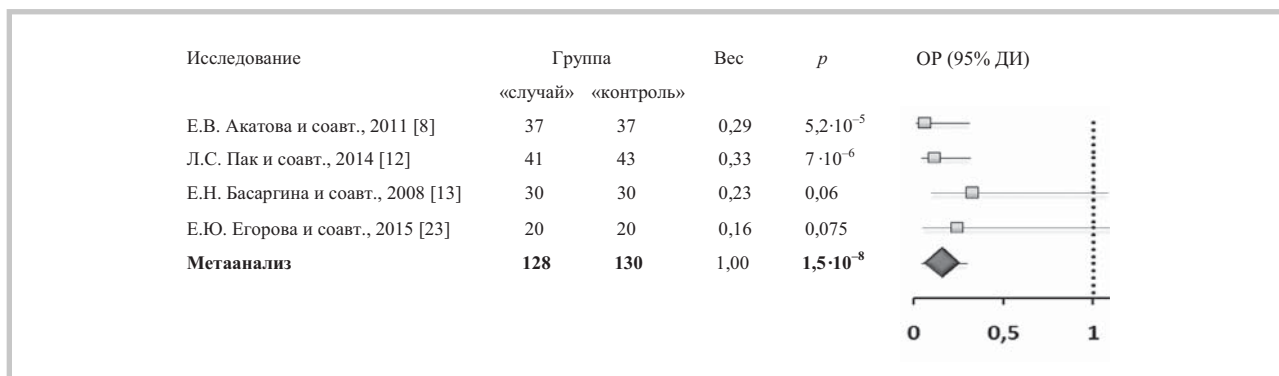 Исследование Группа Вес p ОР (95% ДИ)
«случай» «контроль»
Е.В. Акатова и соавт., 2011 [8] 37 37 0,29 5,2·10⁻⁵
Л.С. Пак и соавт., 2014 [12] 41 43 0,33 7·10⁻⁶
Е.Н. Басаргина и соавт., 2008 [13] 30 30 0,23 0,06
Е.Ю. Егорова и соавт., 2015 [23] 20 20 0,16 0,075
Метаанализ 128 130 1,00 1,5·10⁻⁸
0 0,5 1